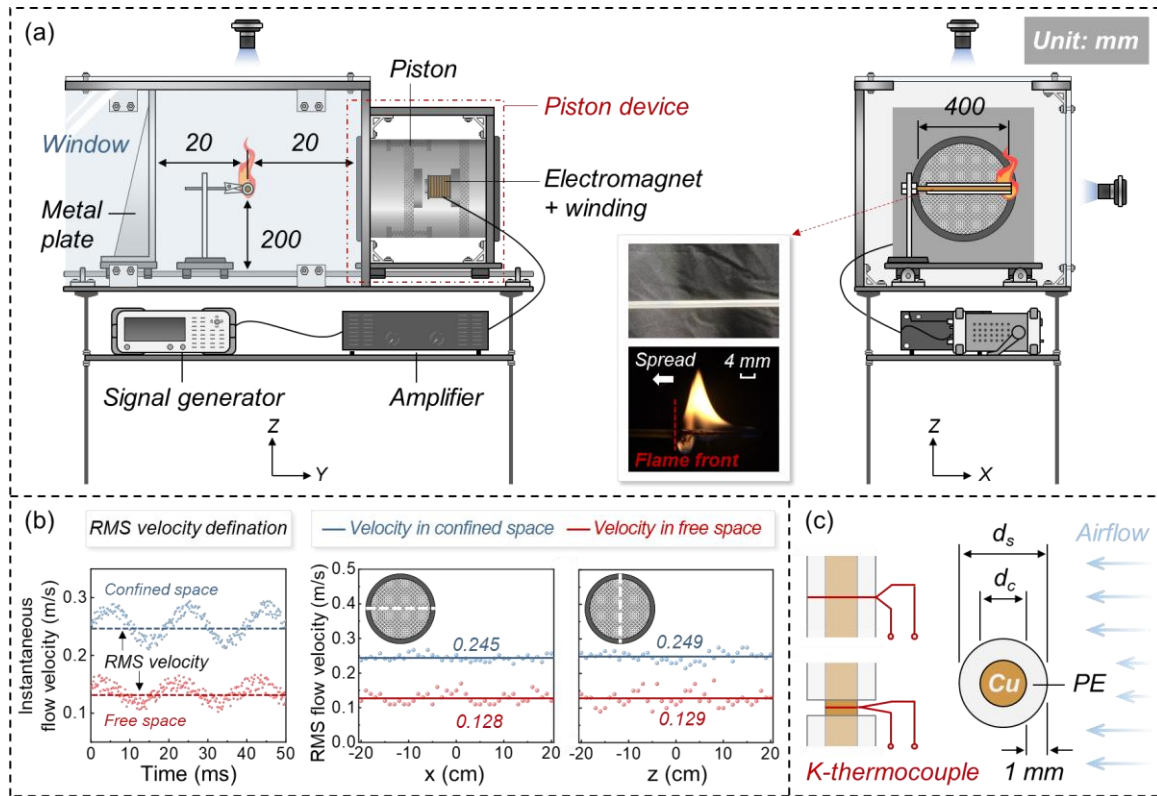 (a)
Unit: mm
Piston
Piston device
Window
20
20
400
Electromagnet
+ winding
Metal
plate
200
Signal generator
Amplifier
Spread
4 mm
Flame front
Z
Y
Z
X
(b)
RMS velocity defination
Velocity in confined space
Velocity in free space
Instantaneous
flow velocity (m/s)
0.3
0.2
0.1
Confined space
RMS velocity
Free space
0 10 20 30 40 50
Time (ms)
RMS flow velocity (m/s)
0.5
0.4
0.3
0.2
0.1
0.0
0.245
0.128
-20 -10 0 10 20
x (cm)
0.249
0.129
-20 -10 0 10 20
z (cm)
(c)
Airflow
ds
dc
Cu
PE
K-thermocouple
1 mm